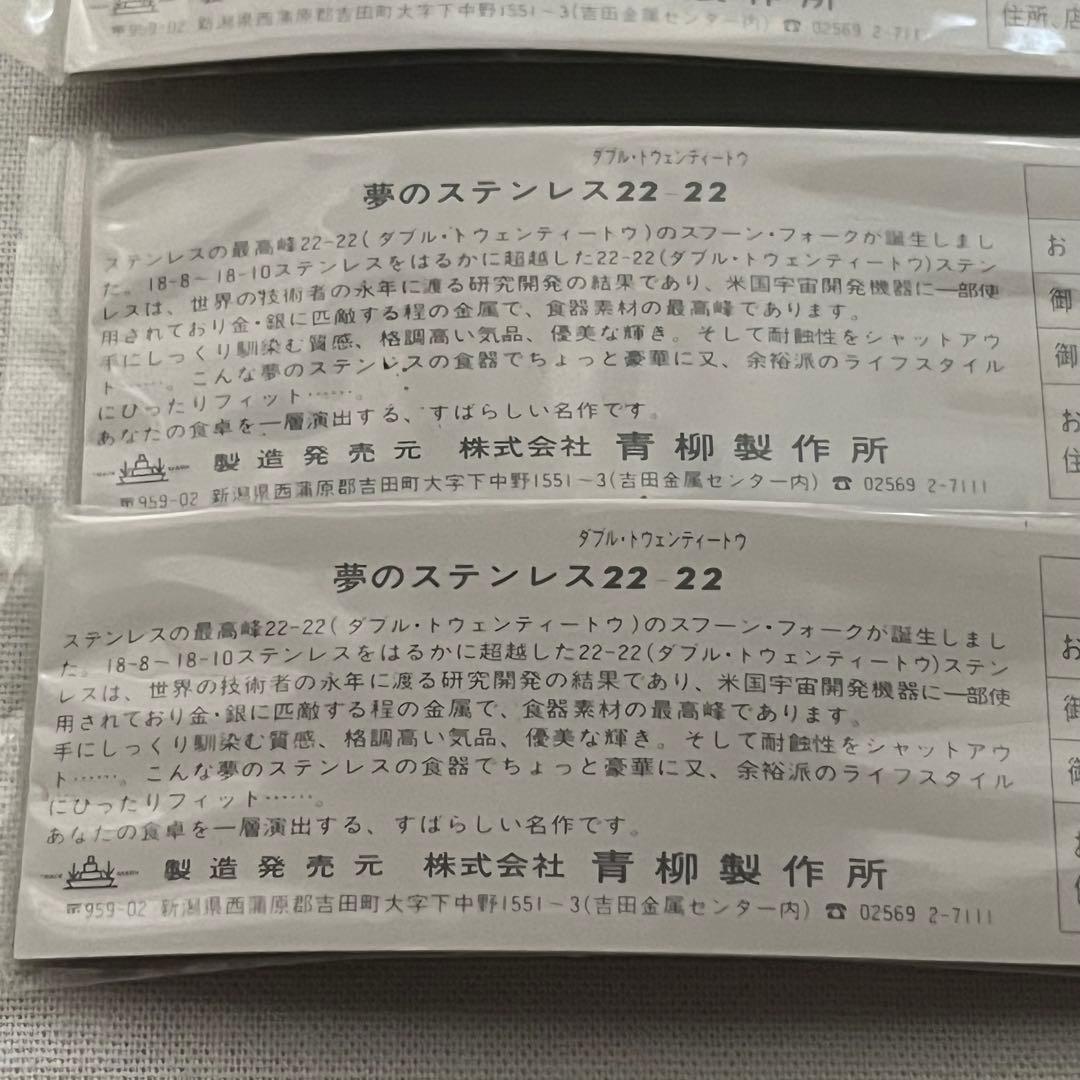 製作所
〒959-02 新潟県西蒲原郡吉田町大字下中野1551～3(吉田金属センター内) ☎ 02569 2-711
住所、店
ダブル・トウェンティートウ
夢のステンレス22-22
ステンレスの最高峰22-22(ダブル・トウェンティートウ)のスプーン・フォークが誕生しまし
た。18-8～18-10ステンレスをはるかに超越した22-22(ダブル・トウェンティートウ)ステン
レスは、世界の技術者の永年に渡る研究開発の結果であり、米国宇宙開発機器に一部使
用されており金・銀に匹敵する程の金属で、食器素材の最高峰であります。
手にしっくり馴染む質感、格調高い気品、優美な輝き。そして耐蝕性をシャットアウ
ト……。こんな夢のステンレスの食器でちょっと豪華に又、余裕派のライフスタイル
にぴったりフィット……。
あなたの食卓を一層演出する、すばらしい名作です。
製造発売元 株式会社 青柳製作所
〒959-02 新潟県西蒲原郡吉田町大字下中野1551～3(吉田金属センター内) ☎ 02569 2-7111
お
御
御
お
住
ダブル・トウェンティートウ
夢のステンレス22-22
ステンレスの最高峰22-22(ダブル・トウェンティートウ)のスプーン・フォークが誕生しまし
た。18-8～18-10ステンレスをはるかに超越した22-22(ダブル・トウェンティートウ)ステン
レスは、世界の技術者の永年に渡る研究開発の結果であり、米国宇宙開発機器に一部使
用されており金・銀に匹敵する程の金属で、食器素材の最高峰であります。
手にしっくり馴染む質感、格調高い気品、優美な輝き。そして耐蝕性をシャットアウ
ト……。こんな夢のステンレスの食器でちょっと豪華に又、余裕派のライフスタイル
にぴったりフィット……。
あなたの食卓を一層演出する、すばらしい名作です。
製造発売元 株式会社 青柳製作所
〒959-02 新潟県西蒲原郡吉田町大字下中野1551～3(吉田金属センター内) ☎ 02569 2-7111
お
御